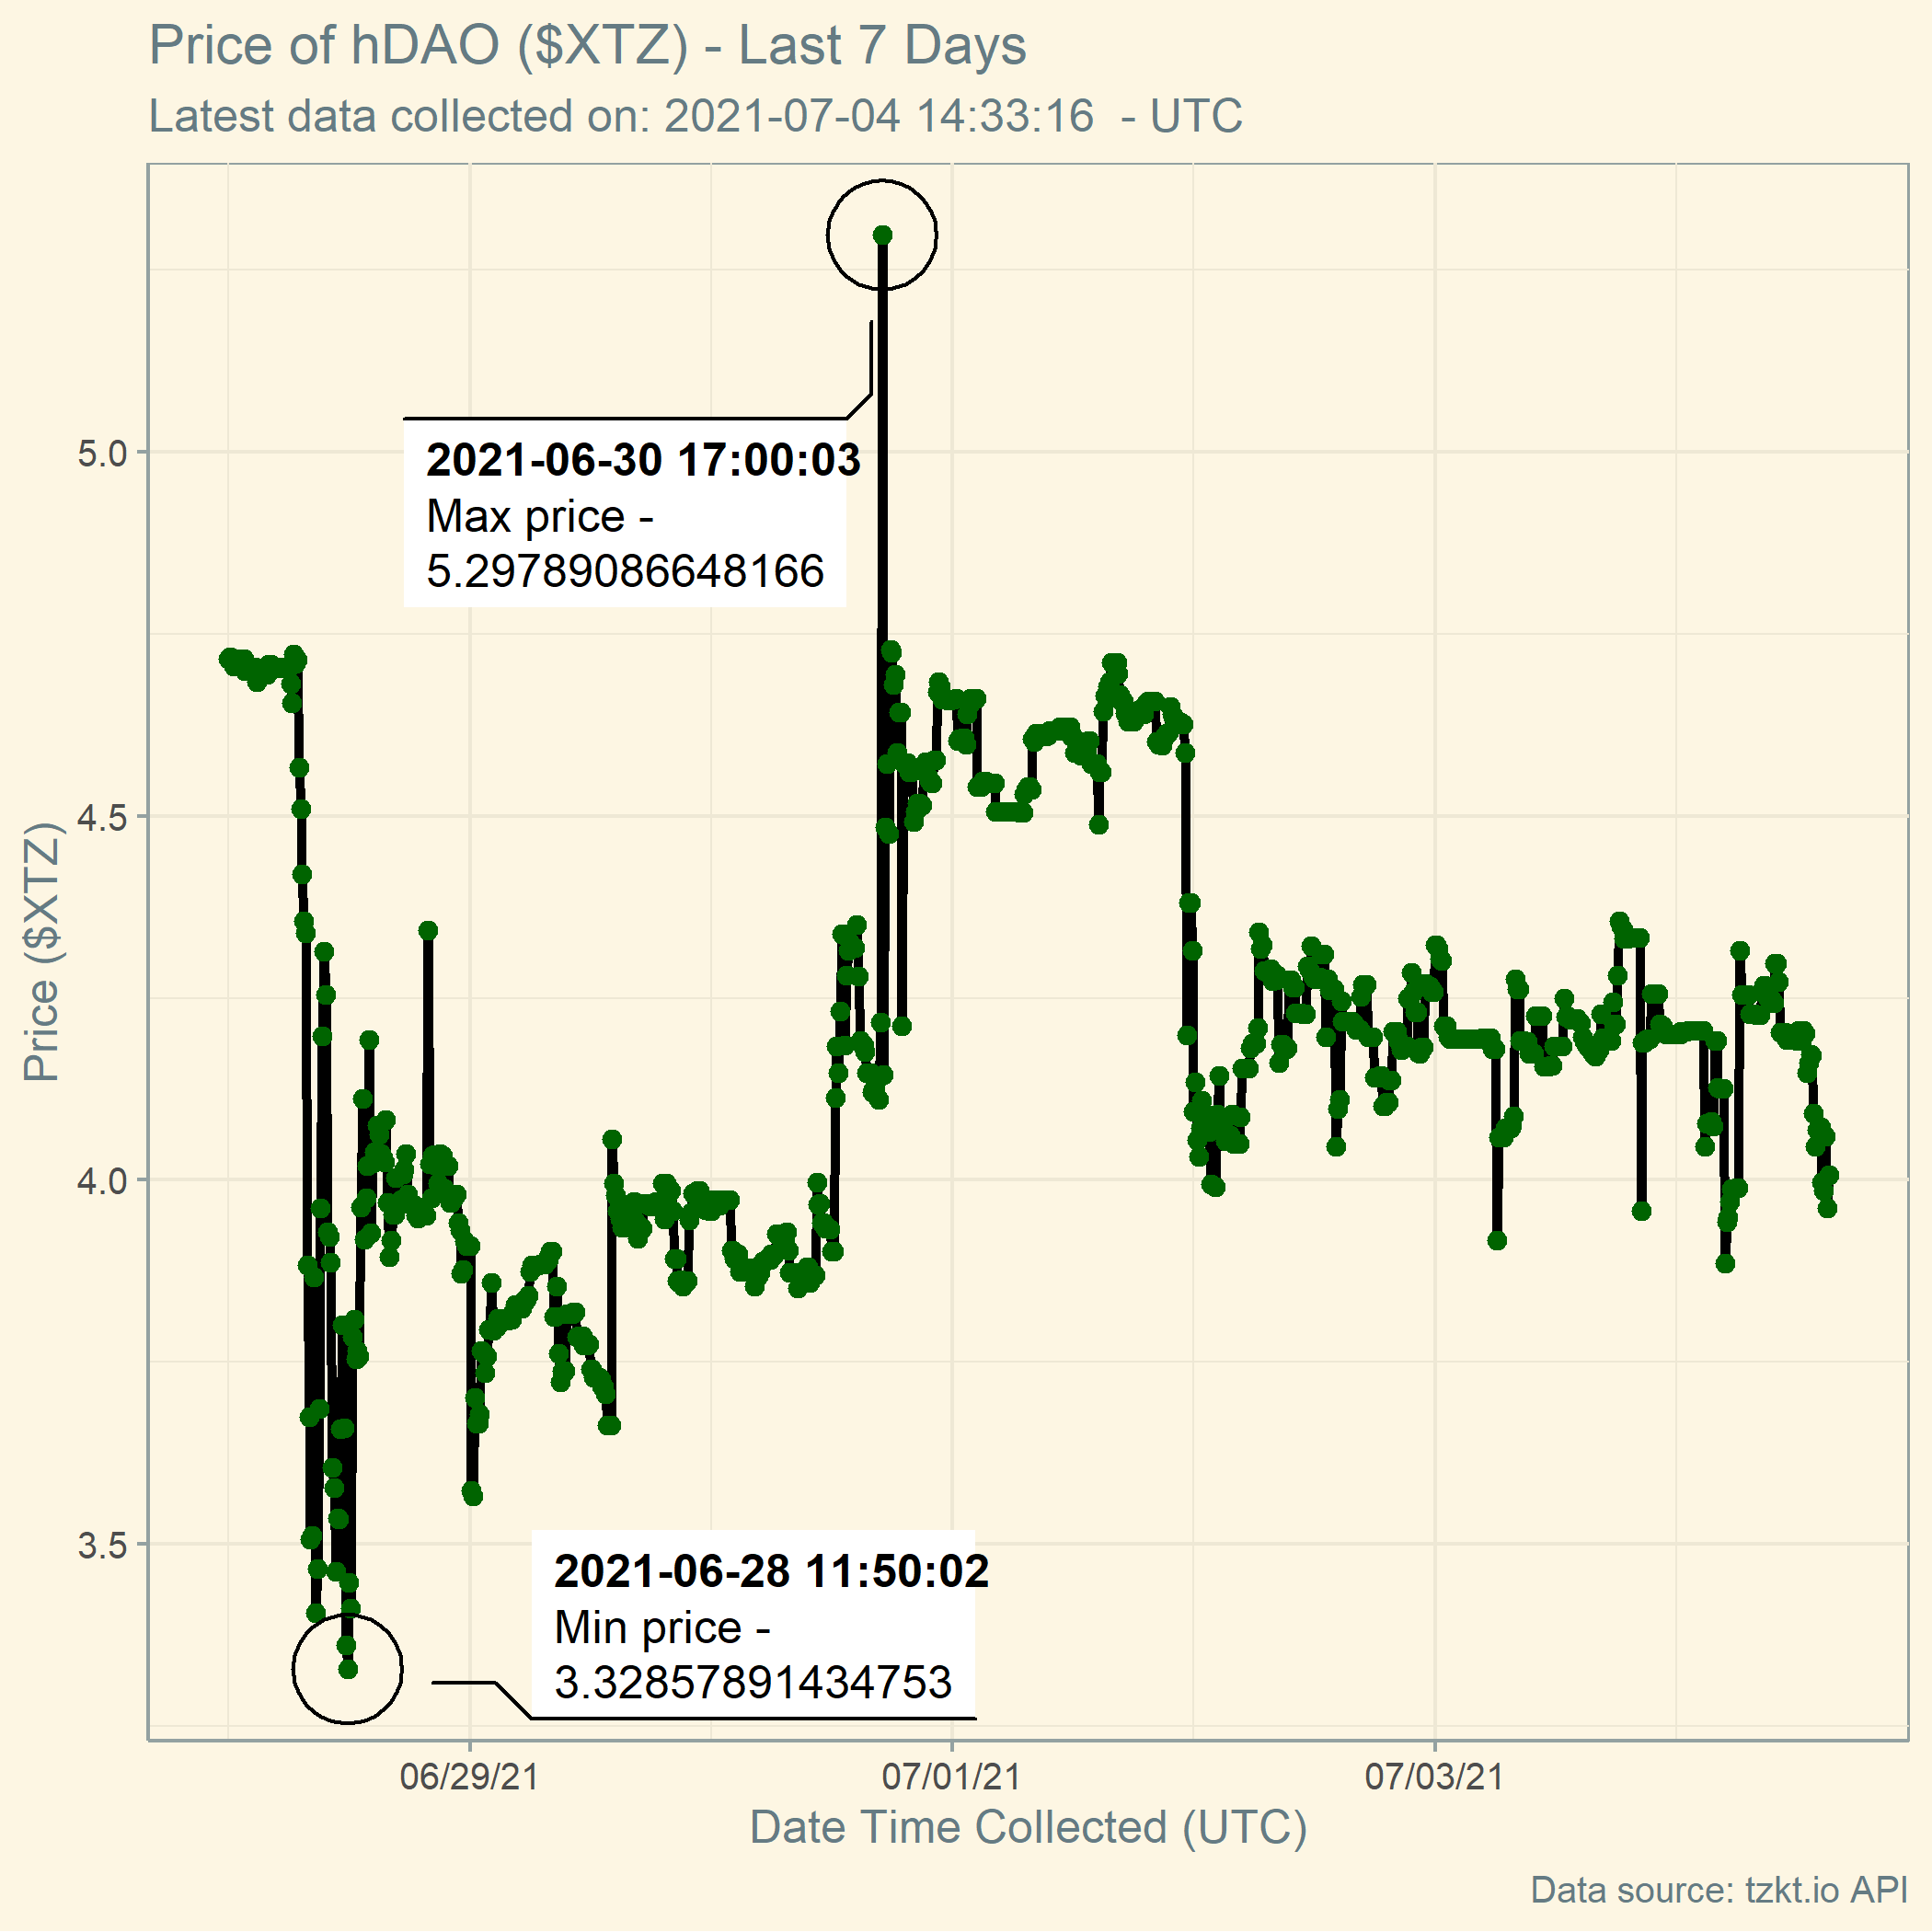 Price of hDAO ($XTZ) - Last 7 Days
Latest data collected on: 2021-07-04 14:33:16  - UTC
2021-06-30 17:00:03
Max price -
5.29789086648166
2021-06-28 11:50:02
Min price -
3.32857891434753
Price ($XTZ)
5.0
4.5
4.0
3.5
06/29/21
07/01/21
07/03/21
Date Time Collected (UTC)
Data source: tzkt.io API